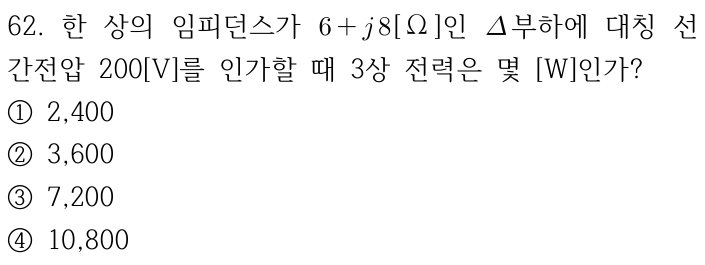 62. 한 상의 임피던스가 6+j8[Ω]인 Δ부하에 대칭 선
간전압 200[V]를 인가할 때 3상 전력은 몇 [W]인가?
① 2,400
② 3,600
③ 7,200
④ 10,800